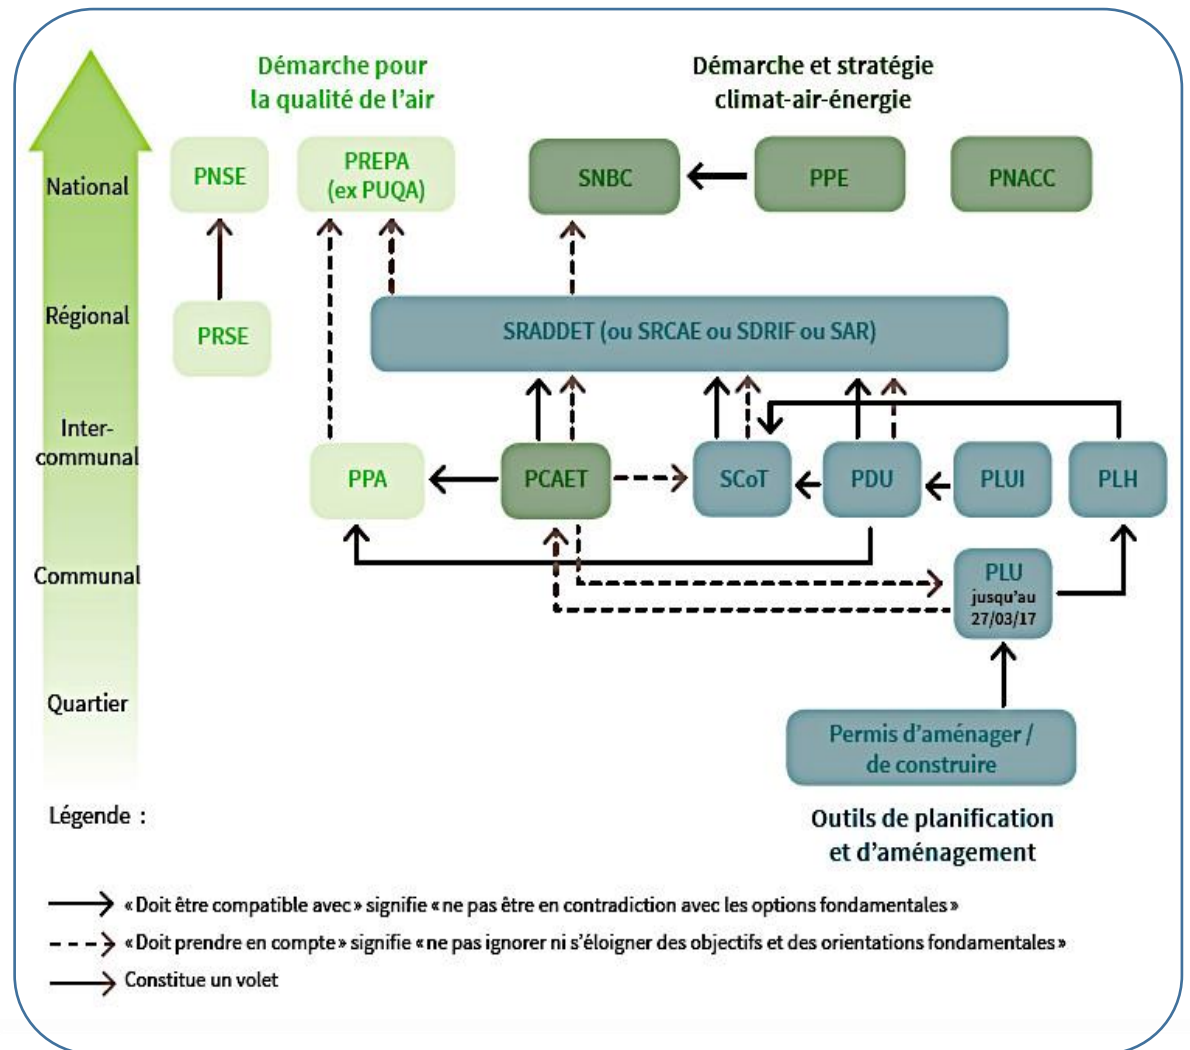 Démarche pour
la qualité de l’air
Démarche et stratégie
climat-air-énergie
National
PNSE
PREPA
(ex PUQA)
SNBC
PPE
PNACC
Régional
PRSE
SRADDET (ou SRCAE ou SDRIF ou SAR)
Inter-
communal
PPA
PCAET
SCoT
PDU
PLUI
PLH
Communal
PLU
jusqu’au
27/03/17
Quartier
Permis d’aménager /
de construire
Légende :
Outils de planification
et d’aménagement
« Doit être compatible avec » signifie « ne pas être en contradiction avec les options fondamentales »
« Doit prendre en compte » signifie « ne pas ignorer ni s’éloigner des objectifs et des orientations fondamentales »
Constitue un volet